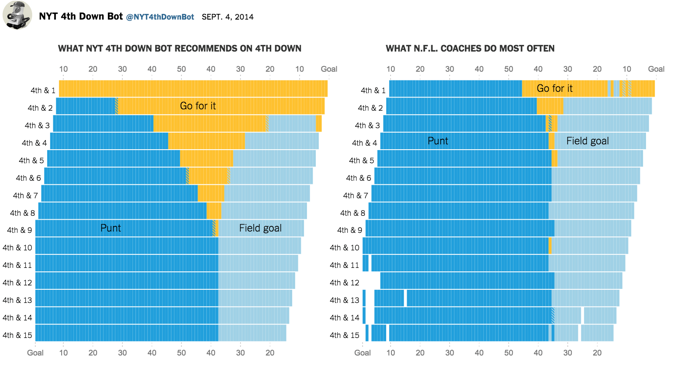 NYT 4th Down Bot @NYT4thDownBot SEPT. 4, 2014
WHAT NYT 4TH DOWN BOT RECOMMENDS ON 4TH DOWN
10 20 30 40 50 40 30 20 10 Goal
4th & 1
4th & 2 Go for it
4th & 3
4th & 4
4th & 5
4th & 6
4th & 7
4th & 8
4th & 9 Punt Field goal
4th & 10
4th & 11
4th & 12
4th & 13
4th & 14
4th & 15
Goal 10 20 30 40 50 40 30 20
WHAT N.F.L. COACHES DO MOST OFTEN
10 20 30 40 50 40 30 20 10 Goal
4th & 1 Go for it
4th & 2
4th & 3
4th & 4 Punt Field goal
4th & 5
4th & 6
4th & 7
4th & 8
4th & 9
4th & 10
4th & 11
4th & 12
4th & 13
4th & 14
4th & 15
Goal 10 20 30 40 50 40 30 20